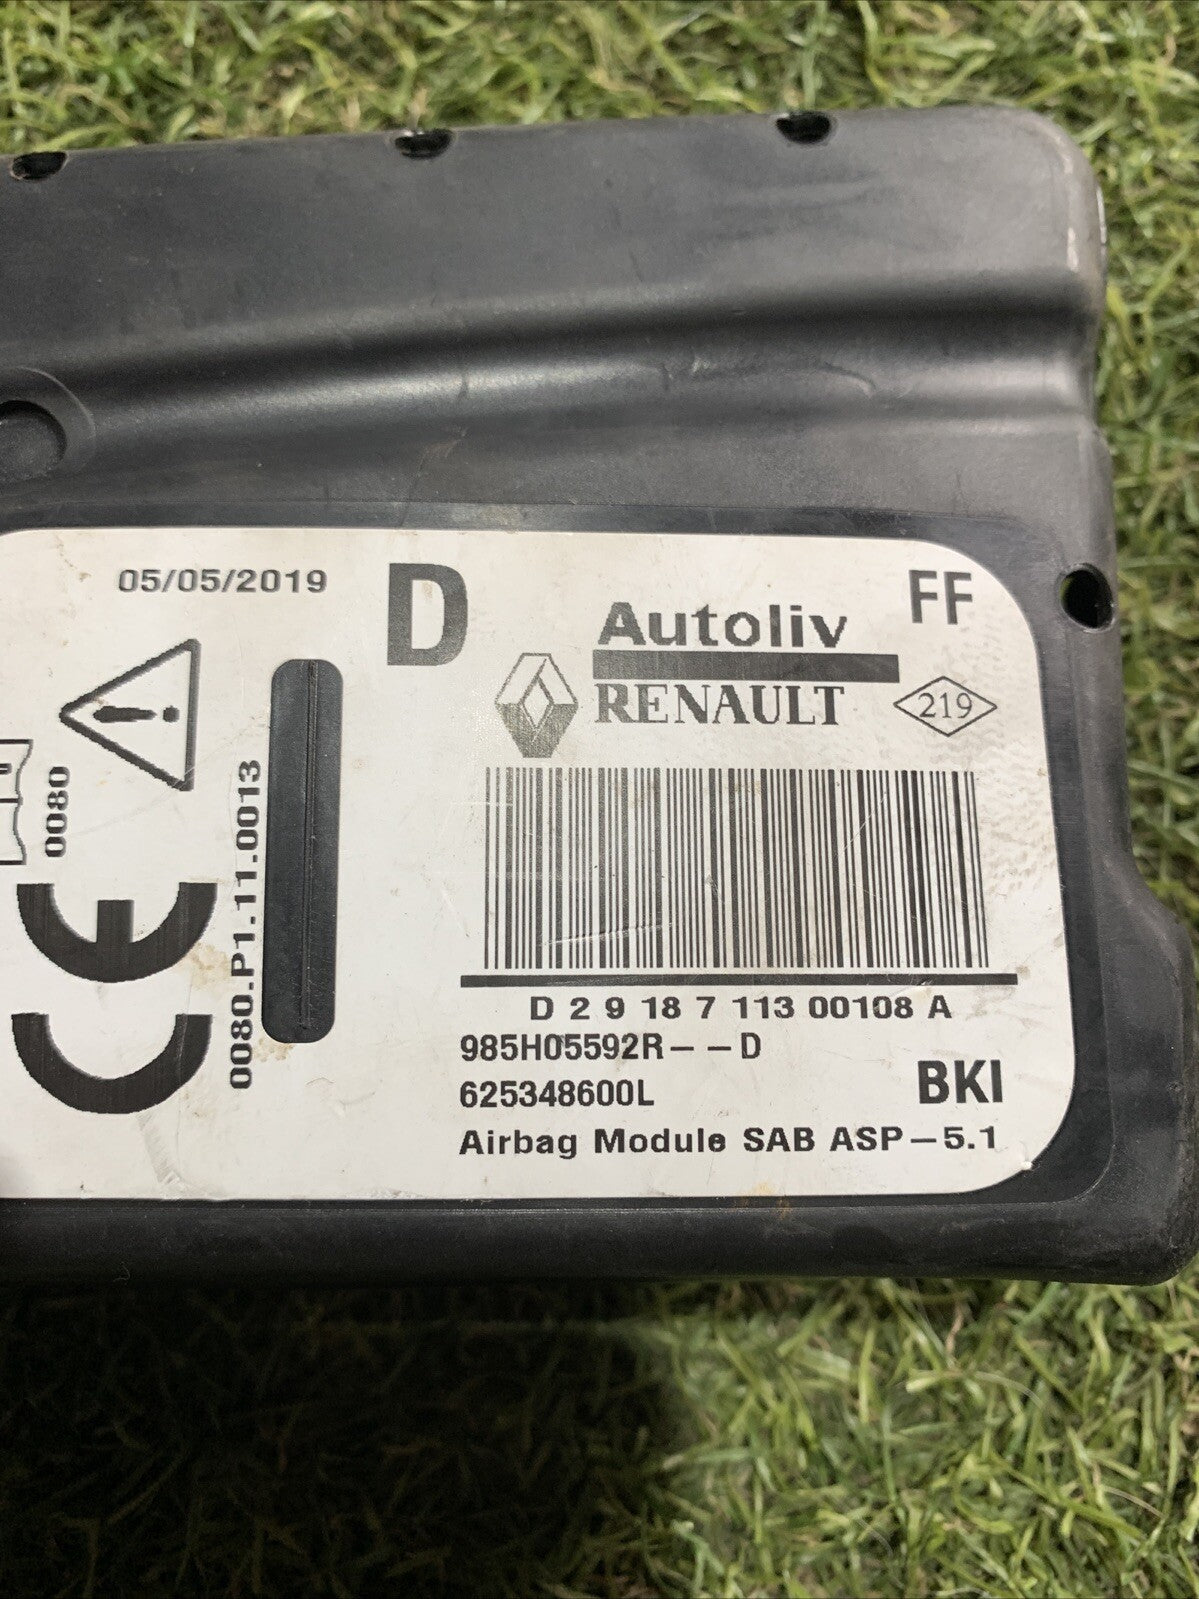 05/05/2019
D
Autoliv
FF
RENAULT
219
0080
0080.P1.11.0013
CE
D 2 9 18 7 113 00108 A
985H05592R--D
625348600L
BKI
Airbag Module SAB ASP-5.1